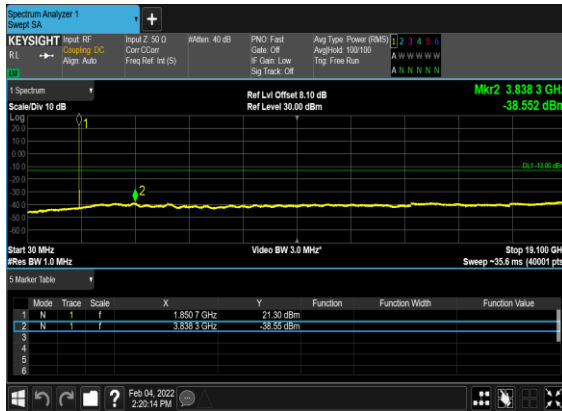 Spectrum Analyzer 1
Swept SA
+
KEYSIGHT Input: RF Input Z: 50 Ω #Atten: 40 dB PNO: Fast Avg Type: Power (RMS) 1 2 3 4 5 6
RL Coupling: DC Corr CCorr Gate: Off Avg|Hold: 100/100 A W W W W W
Align: Auto Freq Ref: Int (S) IF Gain: Low Trig: Free Run
Sig Track: Off A N N N N N
1 Spectrum
Ref Lvl Offset 8.10 dB Mkr2 3.838 3 GHz
Scale/Div 10 dB Ref Level 30.00 dBm -38.552 dBm
Log
20.0
10.0
0.00
-10.0
-20.0
-30.0
-40.0
-50.0
-60.0
1
2
DL1 -13.00 dBm
Start 30 MHz Video BW 3.0 MHz* Stop 19.100 GH
#Res BW 1.0 MHz Sweep ~35.6 ms (40001 pts
5 Marker Table
Mode Trace Scale X Y Function Function Width Function Value
1 N 1 f 1.850 7 GHz 21.30 dBm
2 N 1 f 3.838 3 GHz -38.55 dBm
3
4
5
6
?
Feb 04, 2022
2:20:14 PM